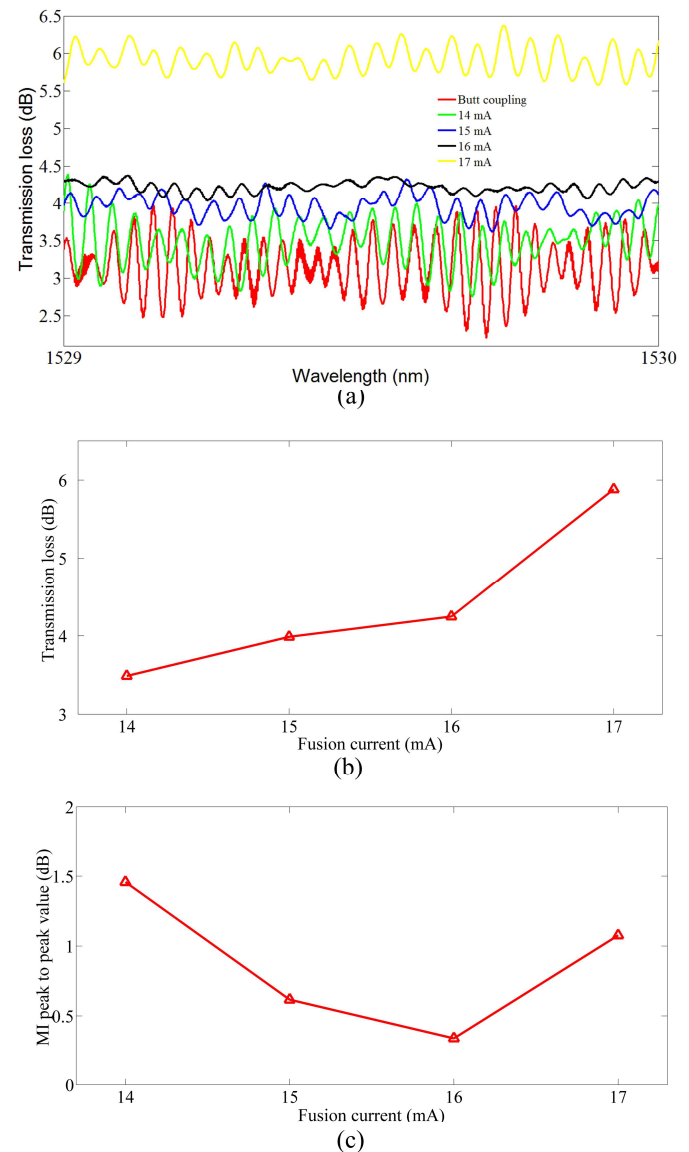 6.5
6
5.5
5
4.5
4
3.5
3
2.5
Transmission loss (dB)
Butt coupling
14 mA
15 mA
16 mA
17 mA
1529
1530
Wavelength (nm)
(a)
6
5
4
3
Transmission loss (dB)
14
15
16
17
Fusion current (mA)
(b)
2
1.5
1
0.5
0
MI peak to peak value (dB)
14
15
16
17
Fusion current (mA)
(c)